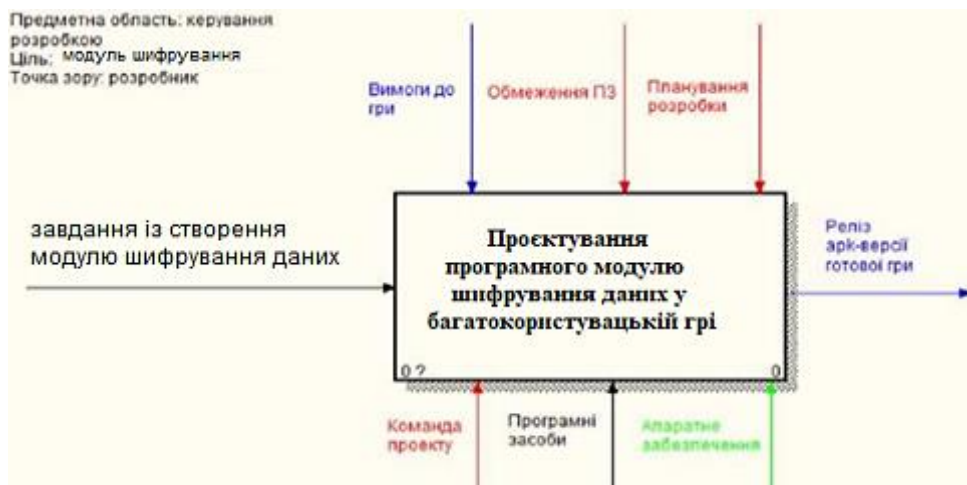 Предметна область: керування
розробкою
Ціль: модуль шифрування
Точка зору: розробник
Вимоги до
гри
Обмеження ПЗ
Планування
розробки
завдання із створення
модулю шифрування даних
Проєктування
програмного модулю
шифрування даних у
багатокористувацькій грі
0 ?
0
Реліз
apk-версії
готової гри
Команда
проекту
Програмні
засоби
Апаратне
забезпечення